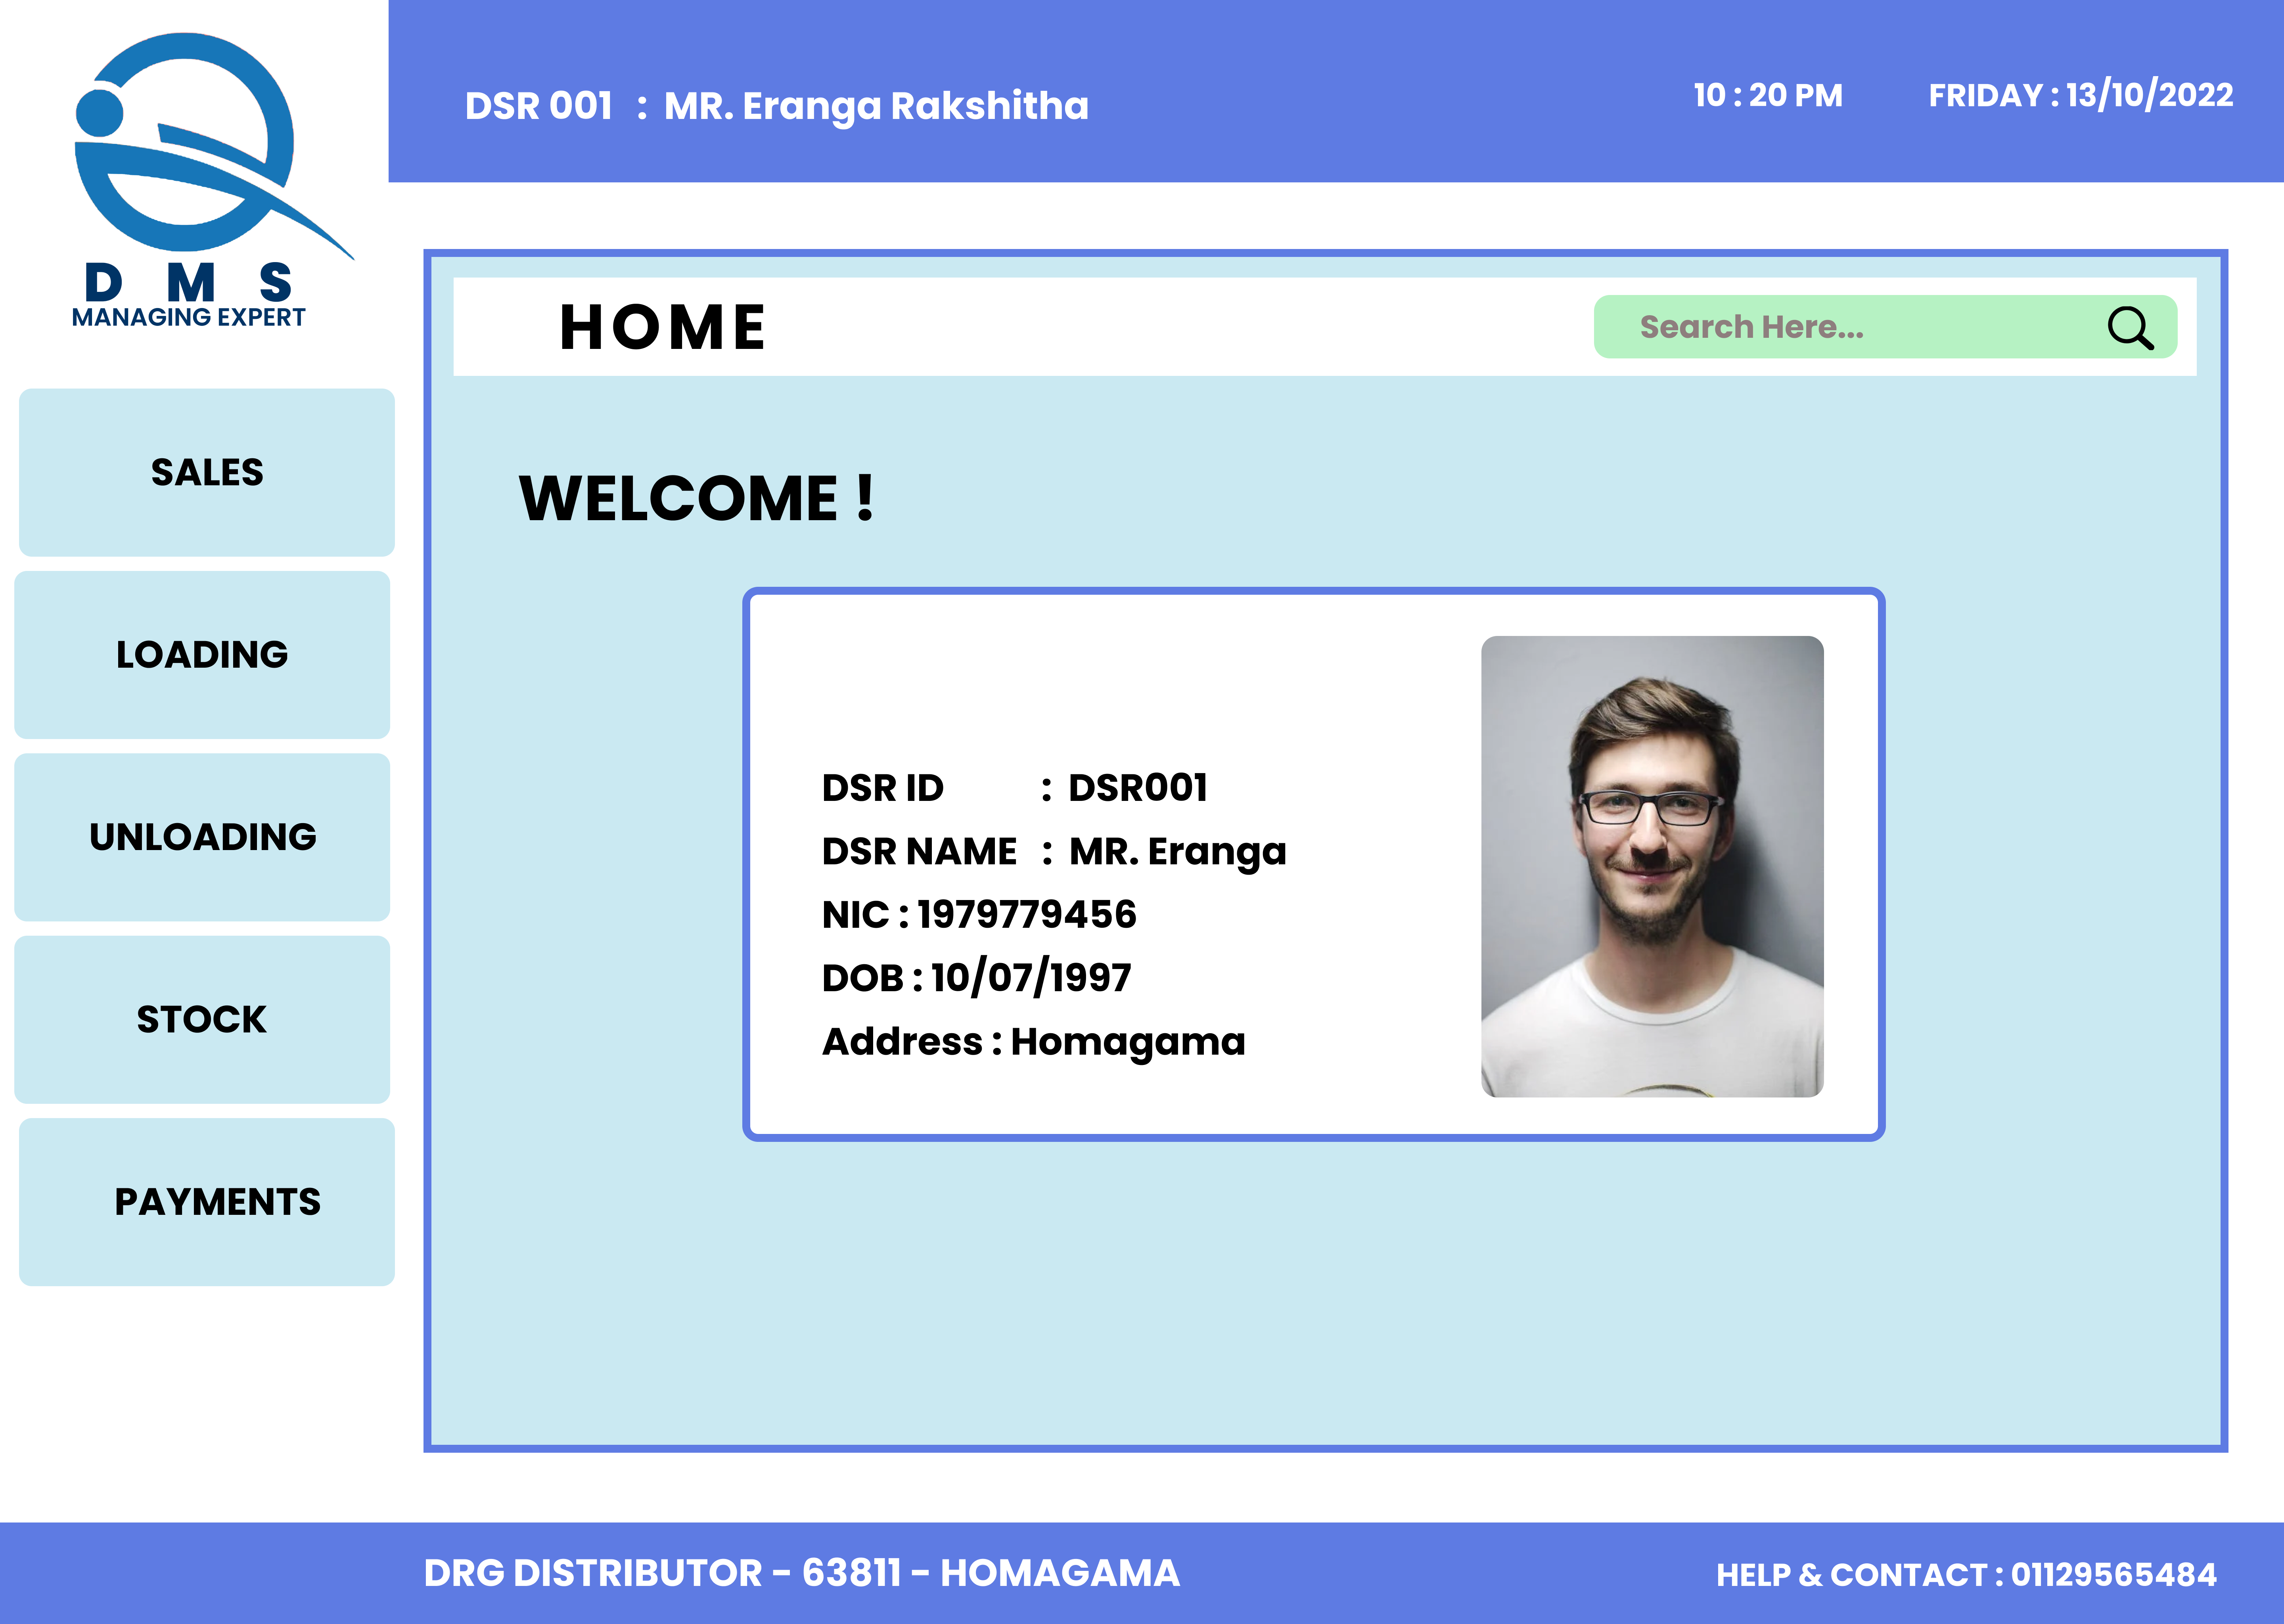 DSR 001 : MR. Eranga Rakshitha
10 : 20 PM
FRIDAY : 13/10/2022
D M S
MANAGING EXPERT
HOME
Search Here...
SALES
LOADING
UNLOADING
STOCK
PAYMENTS
WELCOME !
DSR ID : DSR001
DSR NAME : MR. Eranga
NIC : 1979779456
DOB : 10/07/1997
Address : Homagama
DRG DISTRIBUTOR - 63811 - HOMAGAMA
HELP & CONTACT : 01129565484